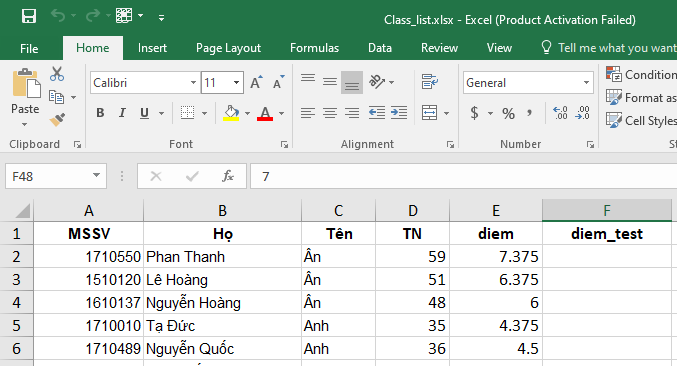 Class_list.xlsx - Excel (Product Activation Failed)
File Home Insert Page Layout Formulas Data Review View Tell me what you want
Paste
Calibri 11 A A
General
Condition
Format as
Cell Styles
B I U A
$ % , .0 .00 .00 .0
Clipboard Font Alignment Number
F48 fx 7
A B C D E F
1 MSSV Họ Tên TN diem diem_test
2 1710550 Phan Thanh Ân 59 7.375
3 1510120 Lê Hoàng Ân 51 6.375
4 1610137 Nguyễn Hoàng Ân 48 6
5 1710010 Tạ Đức Anh 35 4.375
6 1710489 Nguyễn Quốc Anh 36 4.5